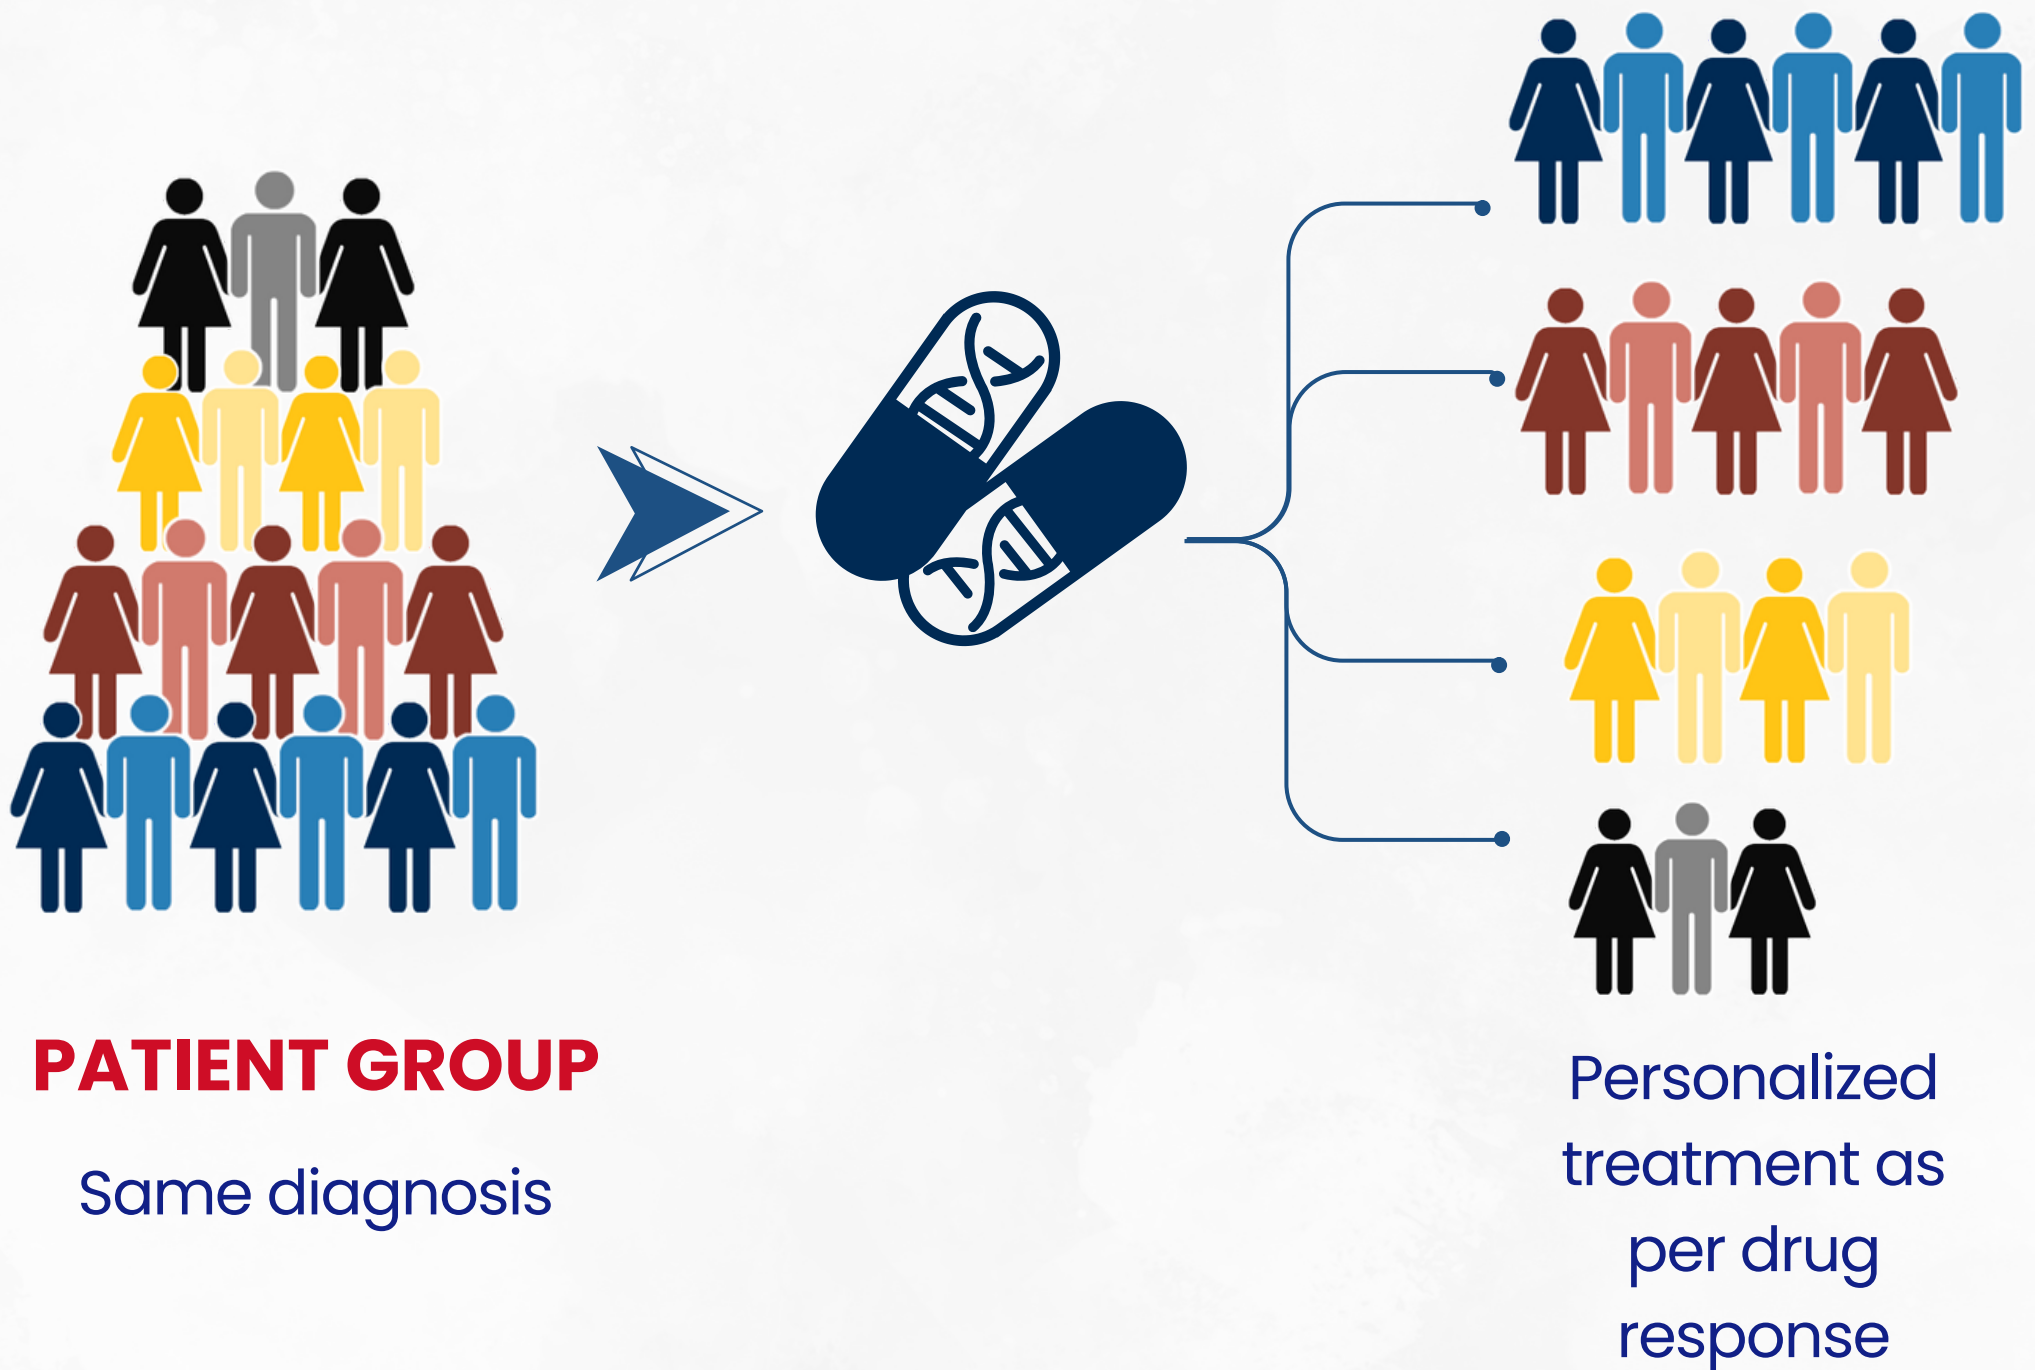 PATIENT GROUP
Same diagnosis
Personalized
treatment as
per drug
response